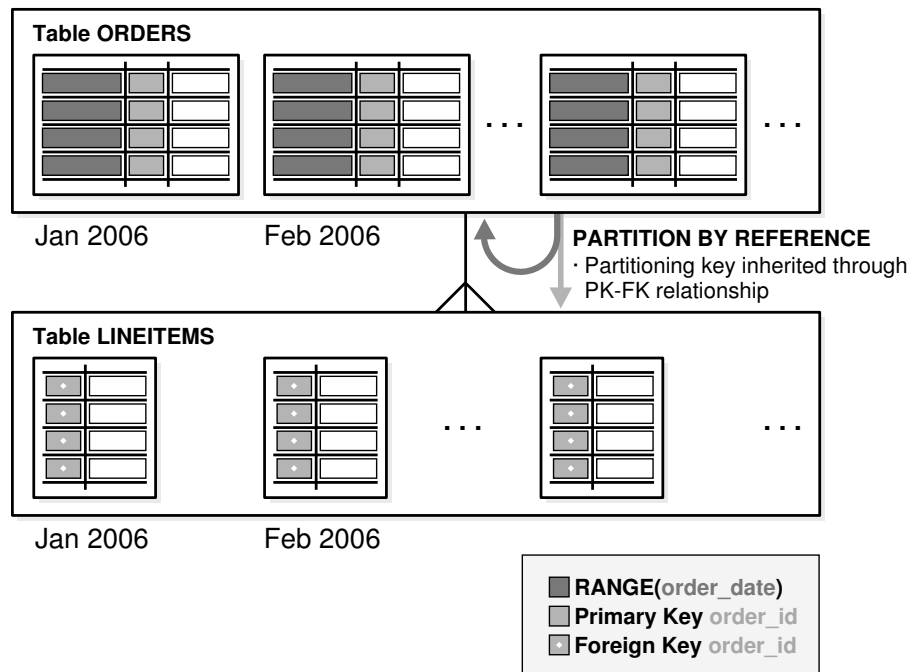 Table ORDERS
. . .
. . .
Jan 2006
Feb 2006
PARTITION BY REFERENCE
· Partitioning key inherited through
PK-FK relationship
Table LINEITEMS
. . .
. . .
Jan 2006
Feb 2006
RANGE(order_date)
Primary Key order_id
Foreign Key order_id